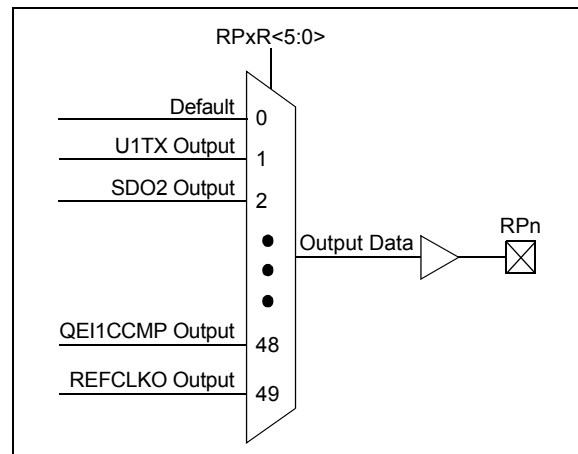 RPxR<5:0>
Default
0
U1TX Output
1
SDO2 Output
2
Output Data
RPn
QEI1CCMP Output
48
REFCLKO Output
49